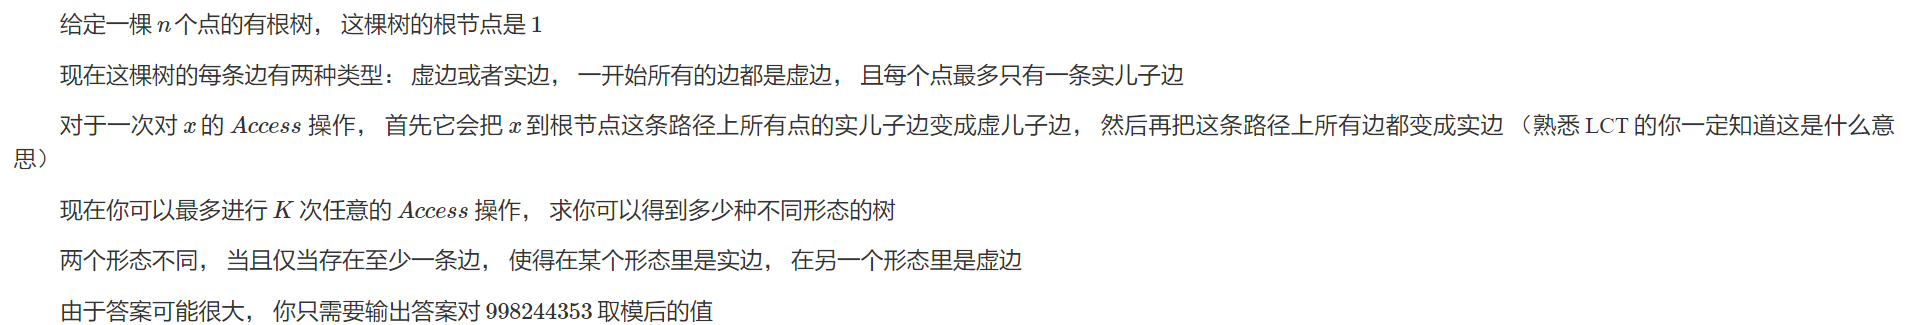 给定一棵 n 个点的有根树， 这棵树的根节点是 1
现在这棵树的每条边有两种类型： 虚边或者实边， 一开始所有的边都是虚边， 且每个点最多只有一条实儿子边
对于一次对 x 的 Access 操作， 首先它会把 x 到根节点这条路径上所有点的实儿子边变成虚儿子边， 然后再把这条路径上所有边都变成实边 （熟悉 LCT 的你一定知道这是什么意
思）
现在你可以最多进行 K 次任意的 Access 操作， 求你可以得到多少种不同形态的树
两个形态不同， 当且仅当存在至少一条边， 使得在某个形态里是实边， 在另一个形态里是虚边
由于答案可能很大， 你只需要输出答案对 998244353 取模后的值